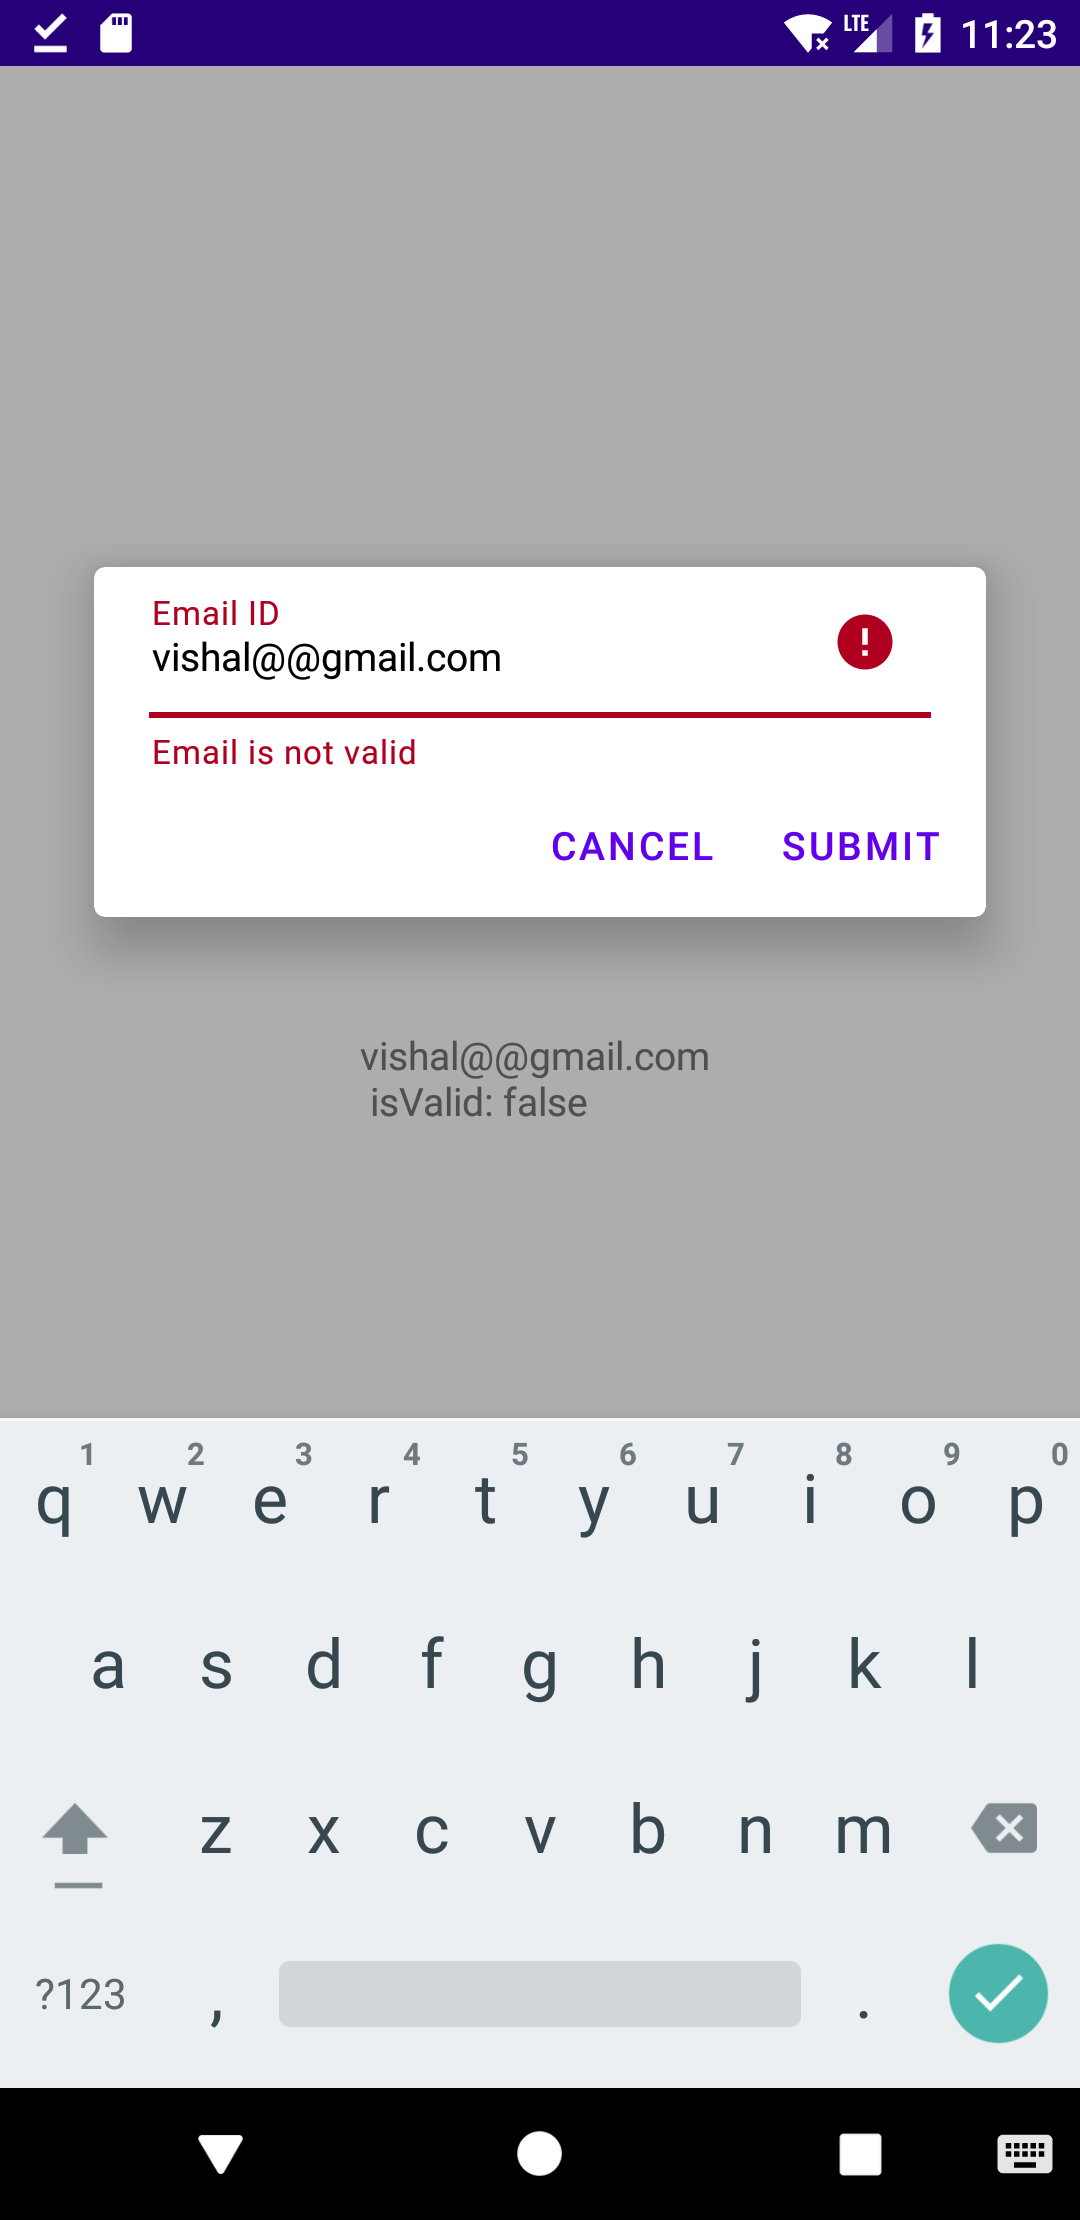 LTE 11:23
Email ID
vishal@@gmail.com
Email is not valid
CANCEL SUBMIT
vishal@@gmail.com
isValid: false
1 2 3 4 5 6 7 8 9 0
q w e r t y u i o p
a s d f g h j k l
z x c v b n m
?123 , .